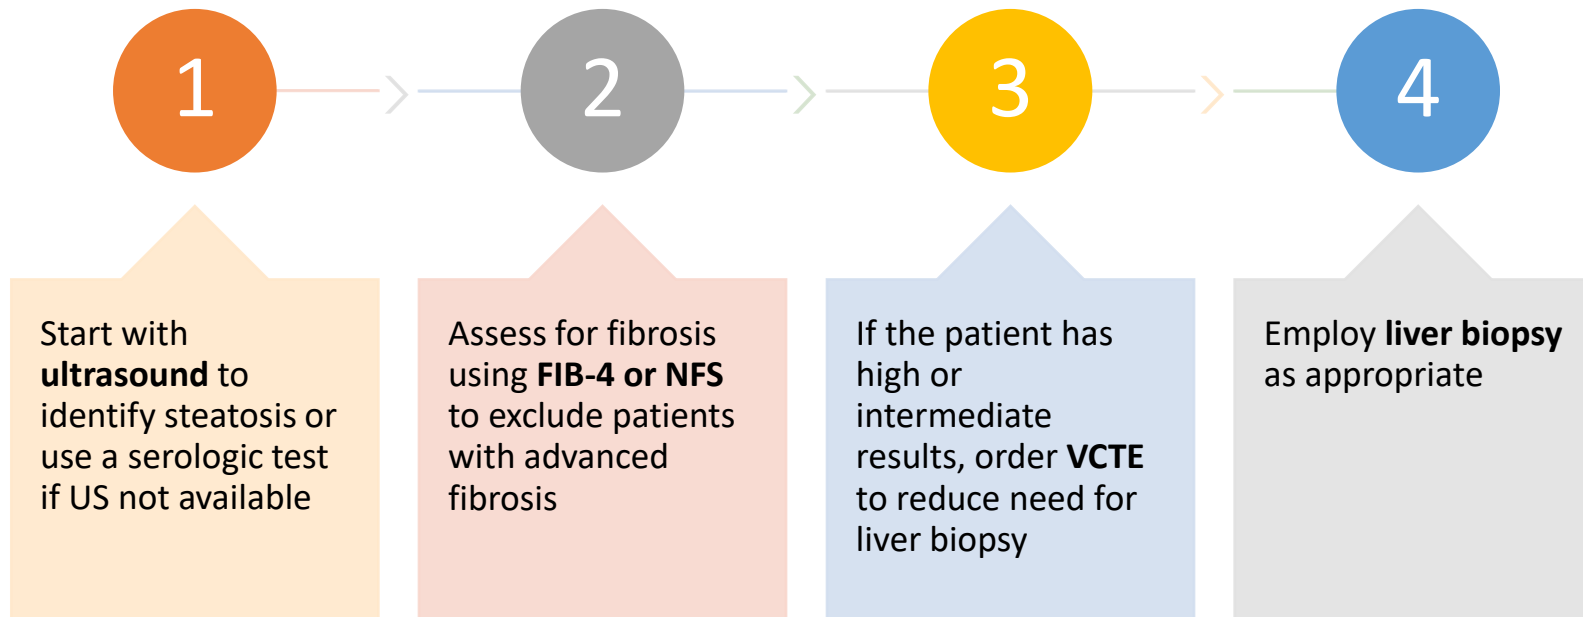 1
2
3
4
Start with
ultrasound to
identify steatosis or
use a serologic test
if US not available
Assess for fibrosis
using FIB-4 or NFS
to exclude patients
with advanced
fibrosis
If the patient has
high or
intermediate
results, order VCTE
to reduce need for
liver biopsy
Employ liver biopsy
as appropriate